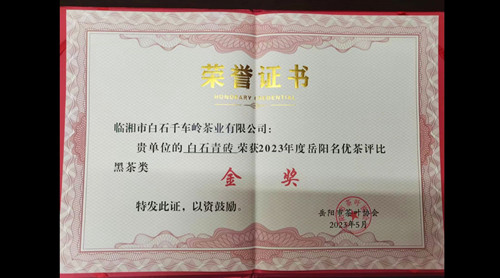 荣誉证书
临湘市白石千车岭茶业有限公司：
贵单位的 白石青砖 荣获2023年度岳阳名优茶评比
黑茶类
金奖
特发此证，以资鼓励。
岳阳市茶叶协会
2023年5月